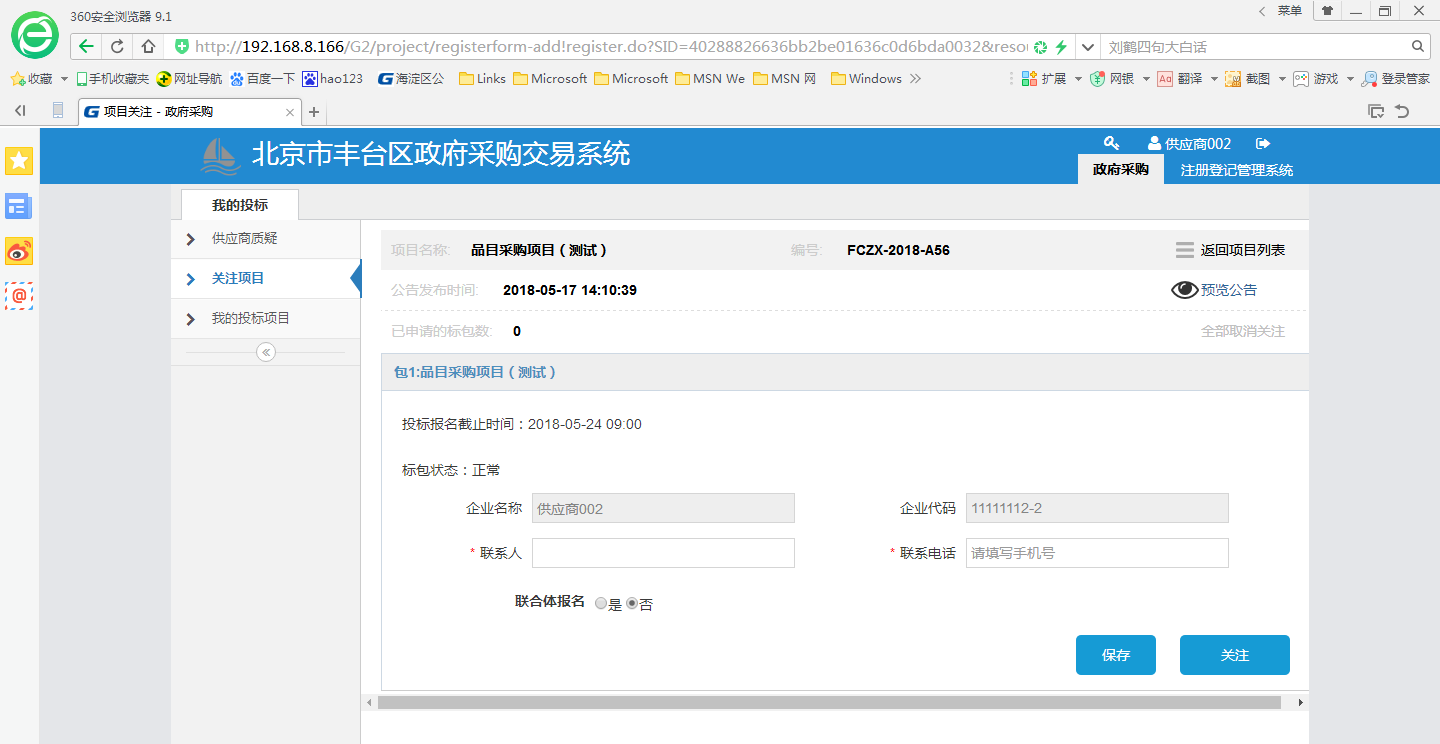 360安全浏览器 9.1
菜单
http://192.168.8.166/G2/project/registerform-add!register.do?SID=40288826636bb2be01636c0d6bda0032&resou
刘鹤四句大白话
收藏 手机收藏夹 网址导航 百度一下 hao123 海淀区公 Links Microsoft Microsoft MSN We MSN 网 Windows 扩展 网银 Aa 翻译 截图 游戏 登录管家
项目关注 - 政府采购
北京市丰台区政府采购交易系统
供应商002
政府采购 注册登记管理系统
我的投标
供应商质疑
关注项目
我的投标项目
项目名称: 品目采购项目（测试） 编号: FCZX-2018-A56 返回项目列表
公告发布时间: 2018-05-17 14:10:39 预览公告
已申请的标包数: 0 全部取消关注
包1:品目采购项目（测试）
投标报名截止时间：2018-05-24 09:00
标包状态：正常
企业名称 供应商002 企业代码 11111112-2
* 联系人 * 联系电话 请填写手机号
联合体报名 是 否
保存 关注